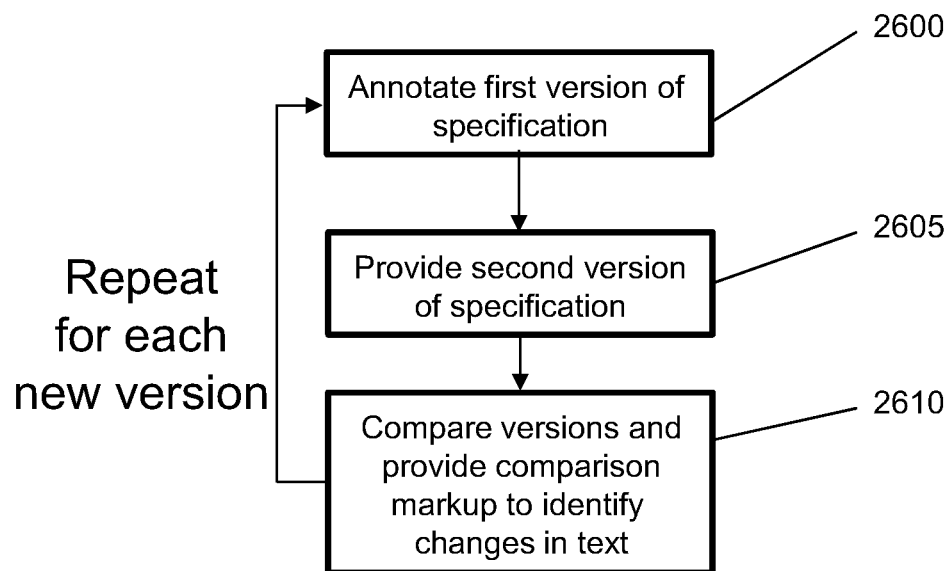 2600
Annotate first version of
specification
2605
Provide second version
of specification
Repeat
for each
new version
2610
Compare versions and
provide comparison
markup to identify
changes in text